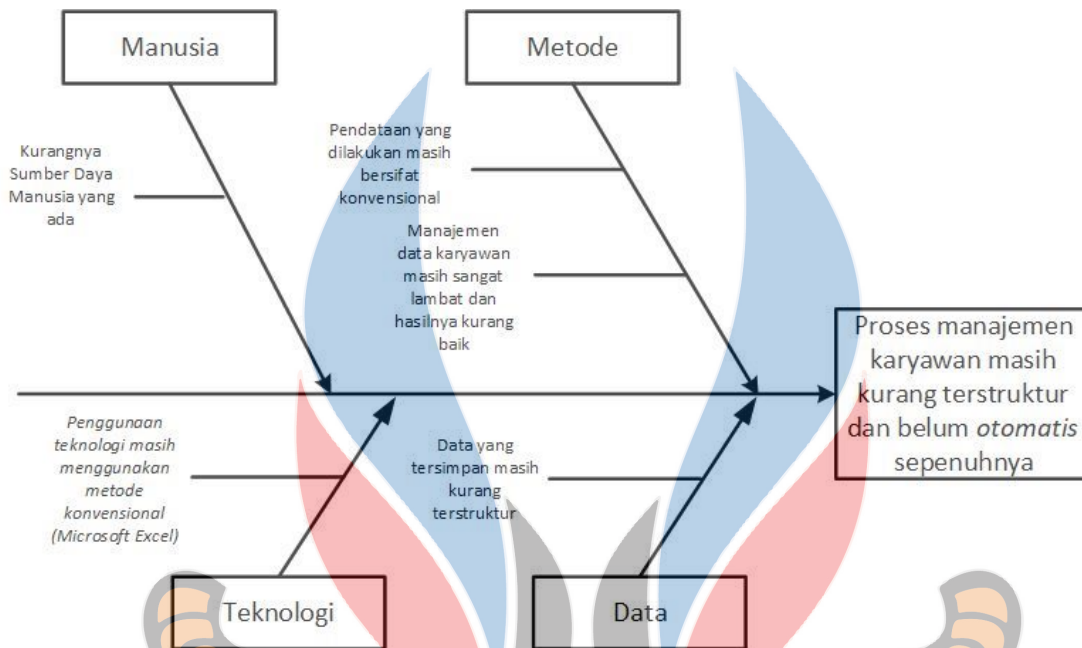 Manusia
Metode
Kurangnya
Sumber Daya
Manusia yang
ada
Pendataan yang
dilakukan masih
bersifat
konvensional
Manajemen
data karyawan
masih sangat
lambat dan
hasilnya kurang
baik
Proses manajemen
karyawan masih
kurang terstruktur
dan belum otomatis
sepenuhnya
Penggunaan
teknologi masih
menggunakan
metode
konvensional
(Microsoft Excel)
Data yang
tersimpan masih
kurang
terstruktur
Teknologi
Data